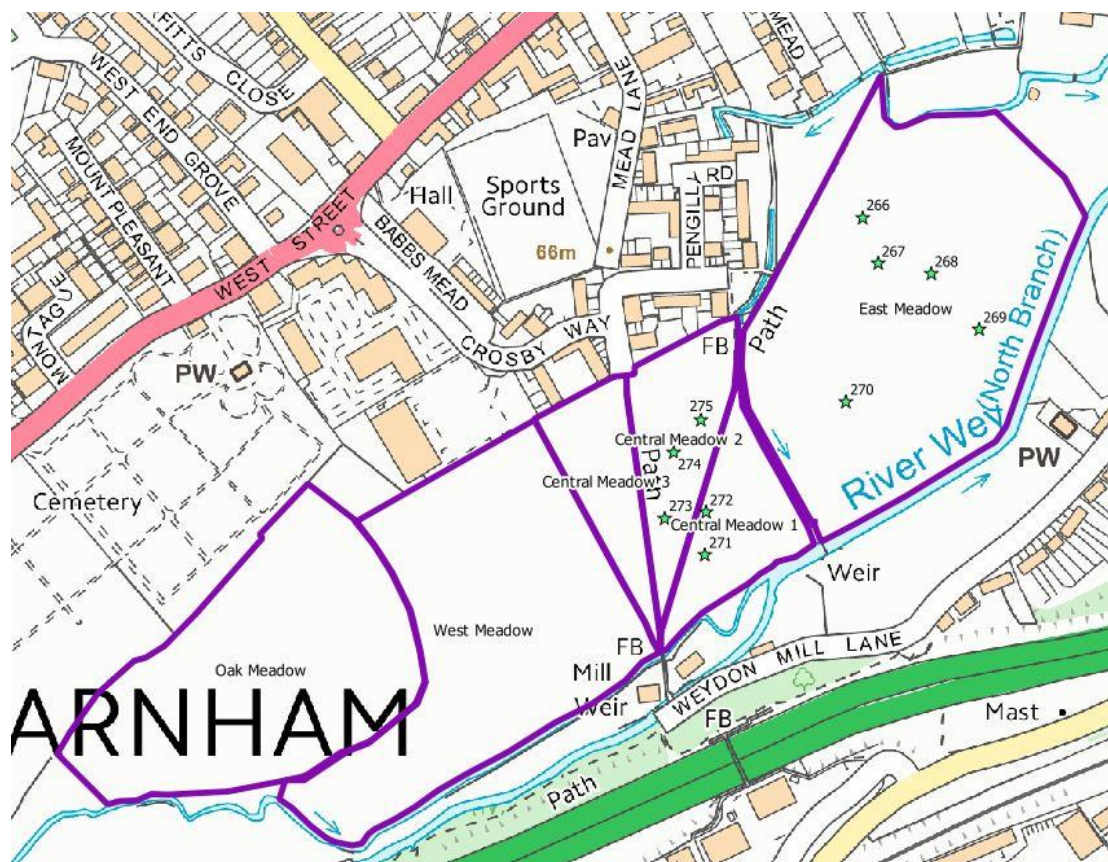 FITTS CLOSE
WEST END GROVE
MOUNT PLEASANT
MONTAGUE
WEST STREET
BABBS MEAD
CROSBY WAY
Hall
Sports
Ground
Pav
MEAD LANE
MEAD
PENGILLY
RD
66m
PW
Cemetery
FB
Path
266
267
268
East Meadow
269
270
River Wey
(North Branch)
PW
275
Central Meadow 2
Path
274
Central Meadow 3
273
272
Central Meadow 1
271
Weir
West Meadow
Oak Meadow
ARNHAM
FB
Mill
Weir
WEYDON MILL LANE
FB
Mast
Path